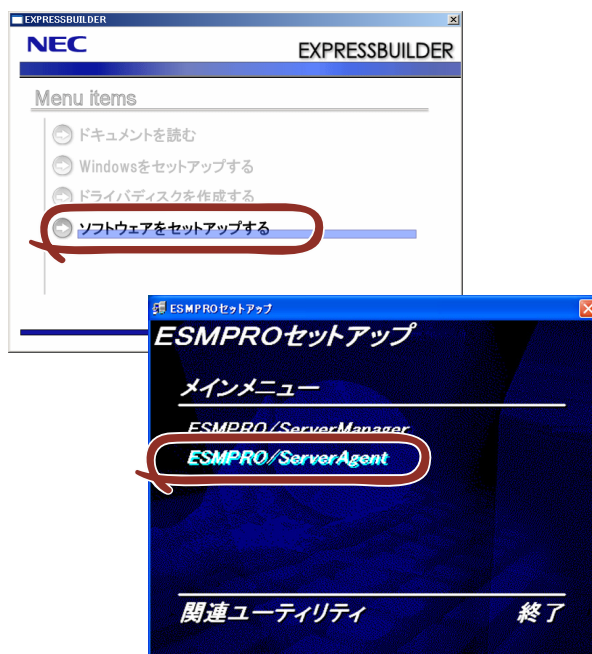 EXPRESSBUILDER
NEC
EXPRESSBUILDER
Menu items
ドキュメントを読む
Windowsをセットアップする
ドライバディスクを作成する
ソフトウェアをセットアップする
ESMPROセットアップ
ESMPROセットアップ
メインメニュー
ESMPRO/ServerManager
ESMPRO/ServerAgent
関連ユーティリティ
終了